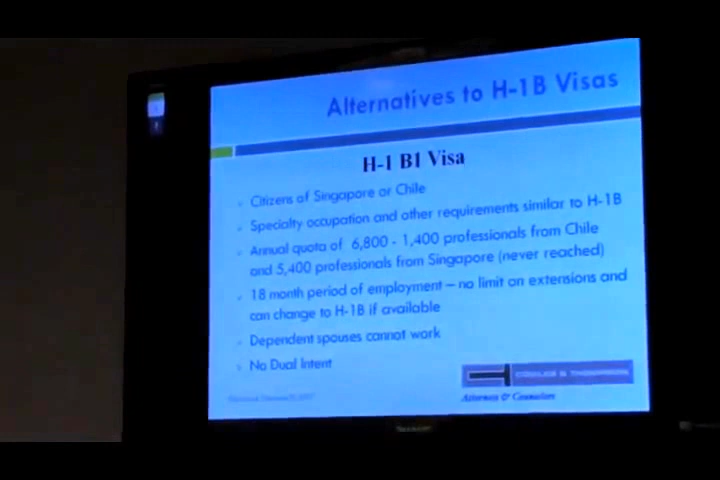 Alternatives to H-1B Visas
H-1 B1 Visa
Citizens of Singapore or Chile
Specialty occupation and other requirements similar to H-1B
Annual quota of 6,800 - 1,400 professionals from Chile
and 5,400 professionals from Singapore (never reached)
18 month period of employment – no limit on extensions and
can change to H-1B if available
Dependent spouses cannot work
No Dual Intent
Attorneys & Counselors